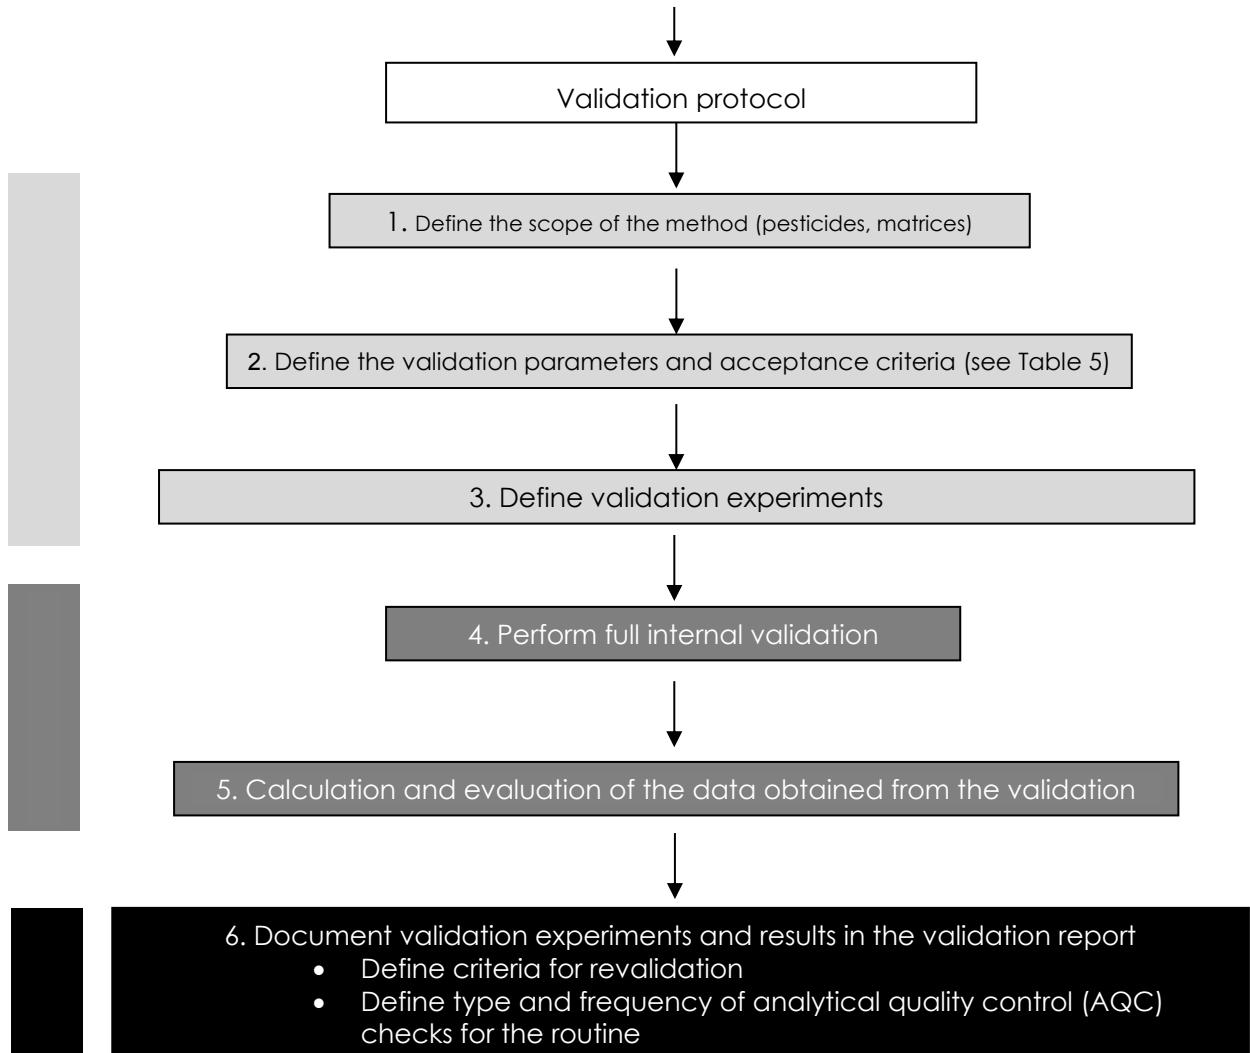 Validation protocol
1. Define the scope of the method (pesticides, matrices)
2. Define the validation parameters and acceptance criteria (see Table 5)
3. Define validation experiments
4. Perform full internal validation
5. Calculation and evaluation of the data obtained from the validation
6. Document validation experiments and results in the validation report
• Define criteria for revalidation
• Define type and frequency of analytical quality control (AQC)
checks for the routine